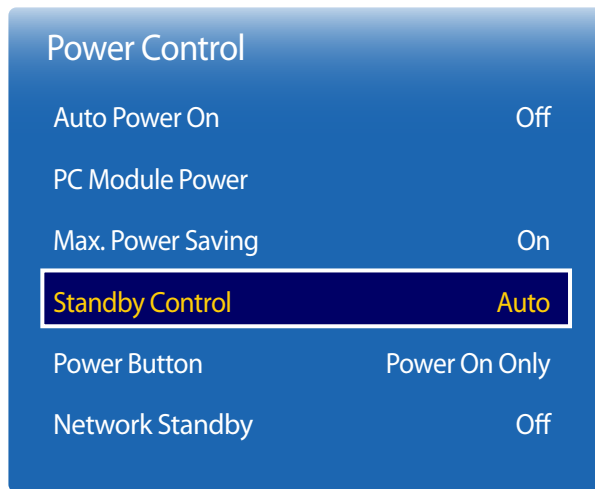 Power Control
Auto Power On Off
PC Module Power
Max. Power Saving On
Standby Control Auto
Power Button Power On Only
Network Standby Off